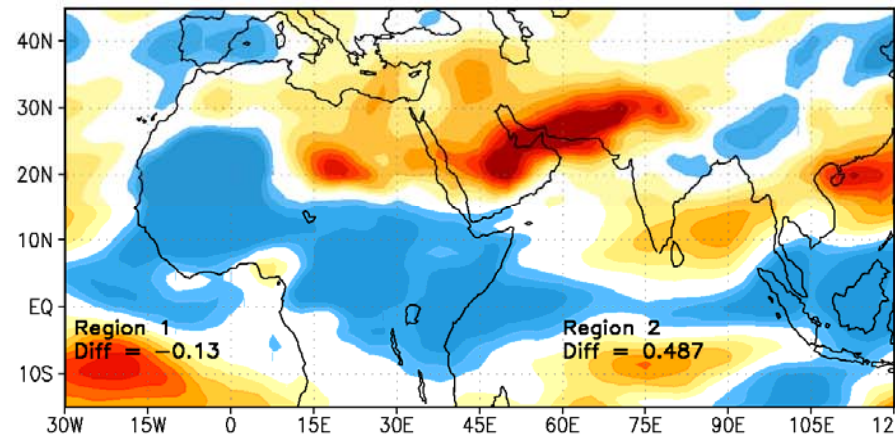 40N
30N
20N
10N
EQ
Region 1
Diff = −0.13
Region 2
Diff = 0.487
10S
30W 15W 0 15E 30E 45E 60E 75E 90E 105E